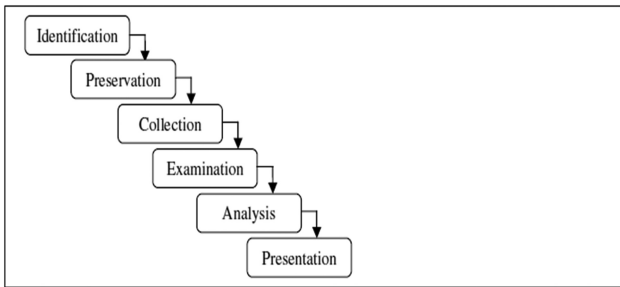 Identification
Preservation
Collection
Examination
Analysis
Presentation